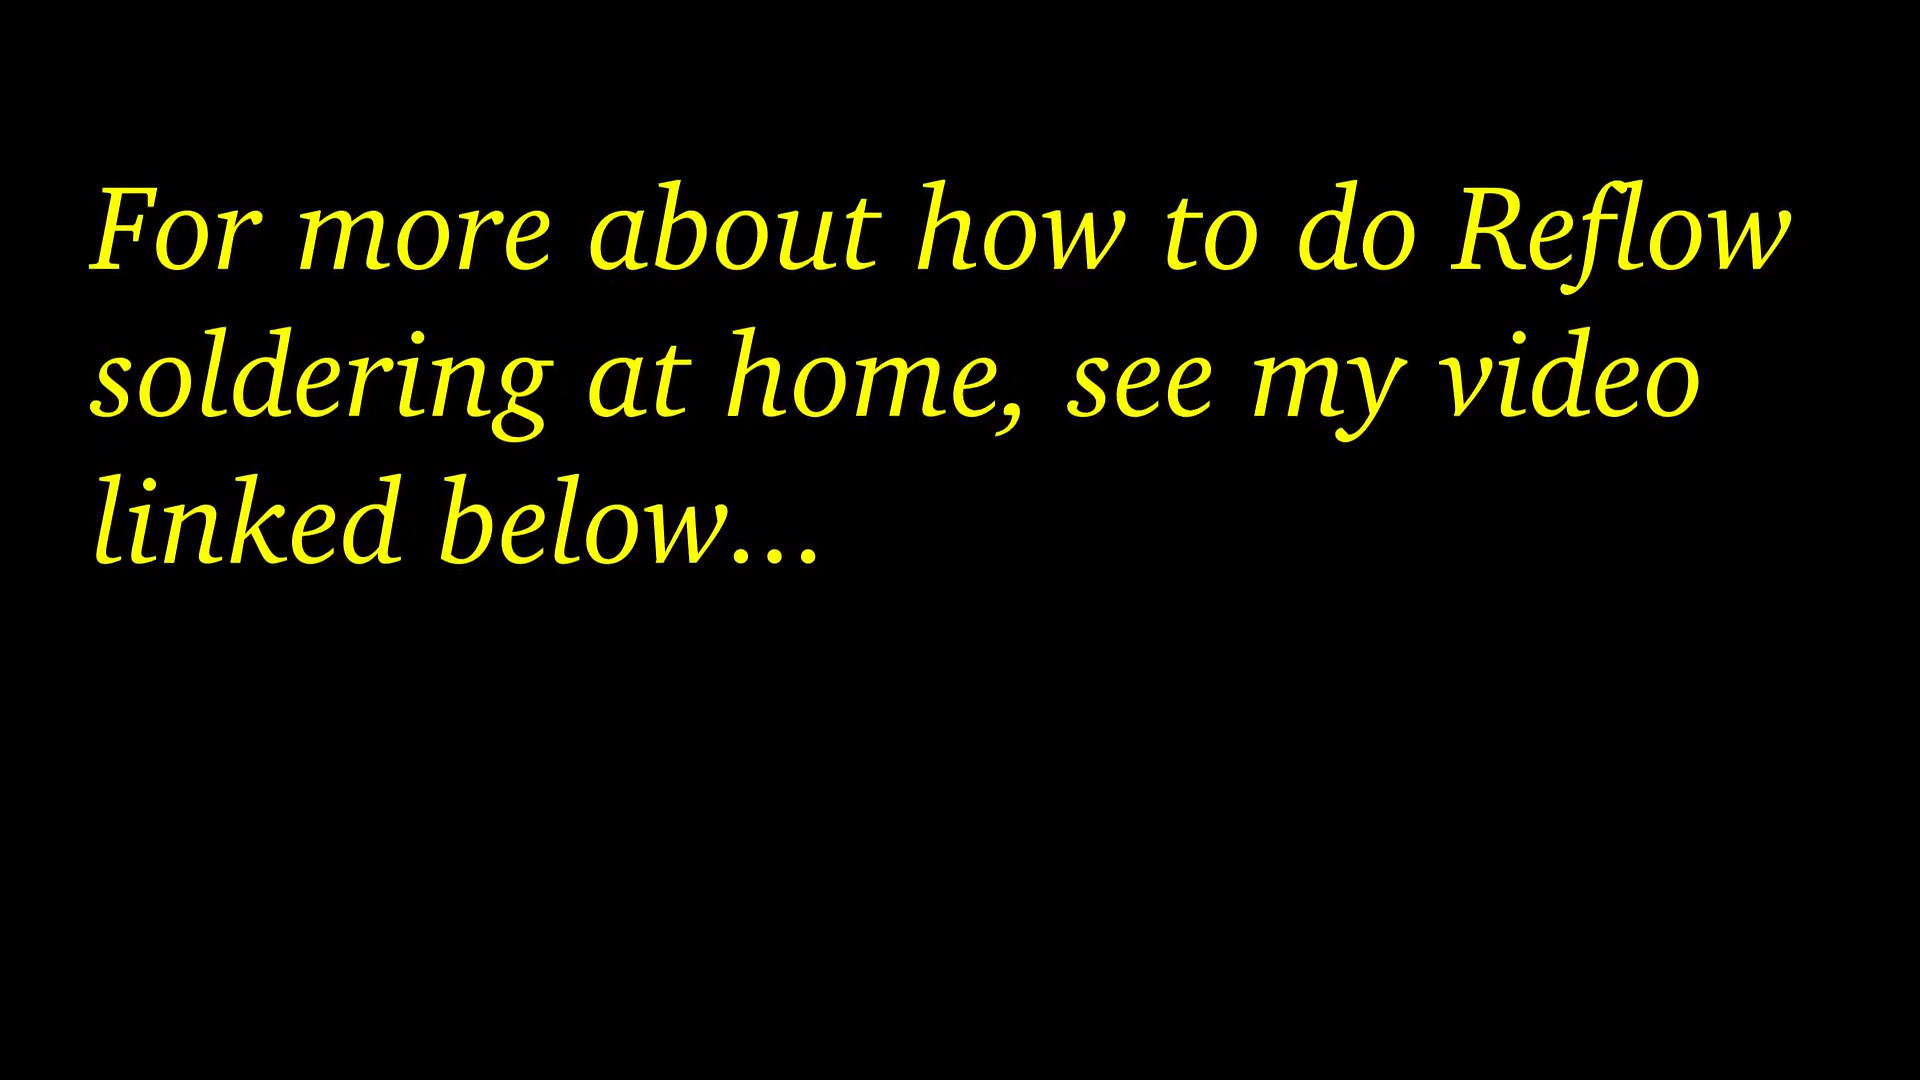 For more about how to do Reflow
soldering at home, see my video
linked below...